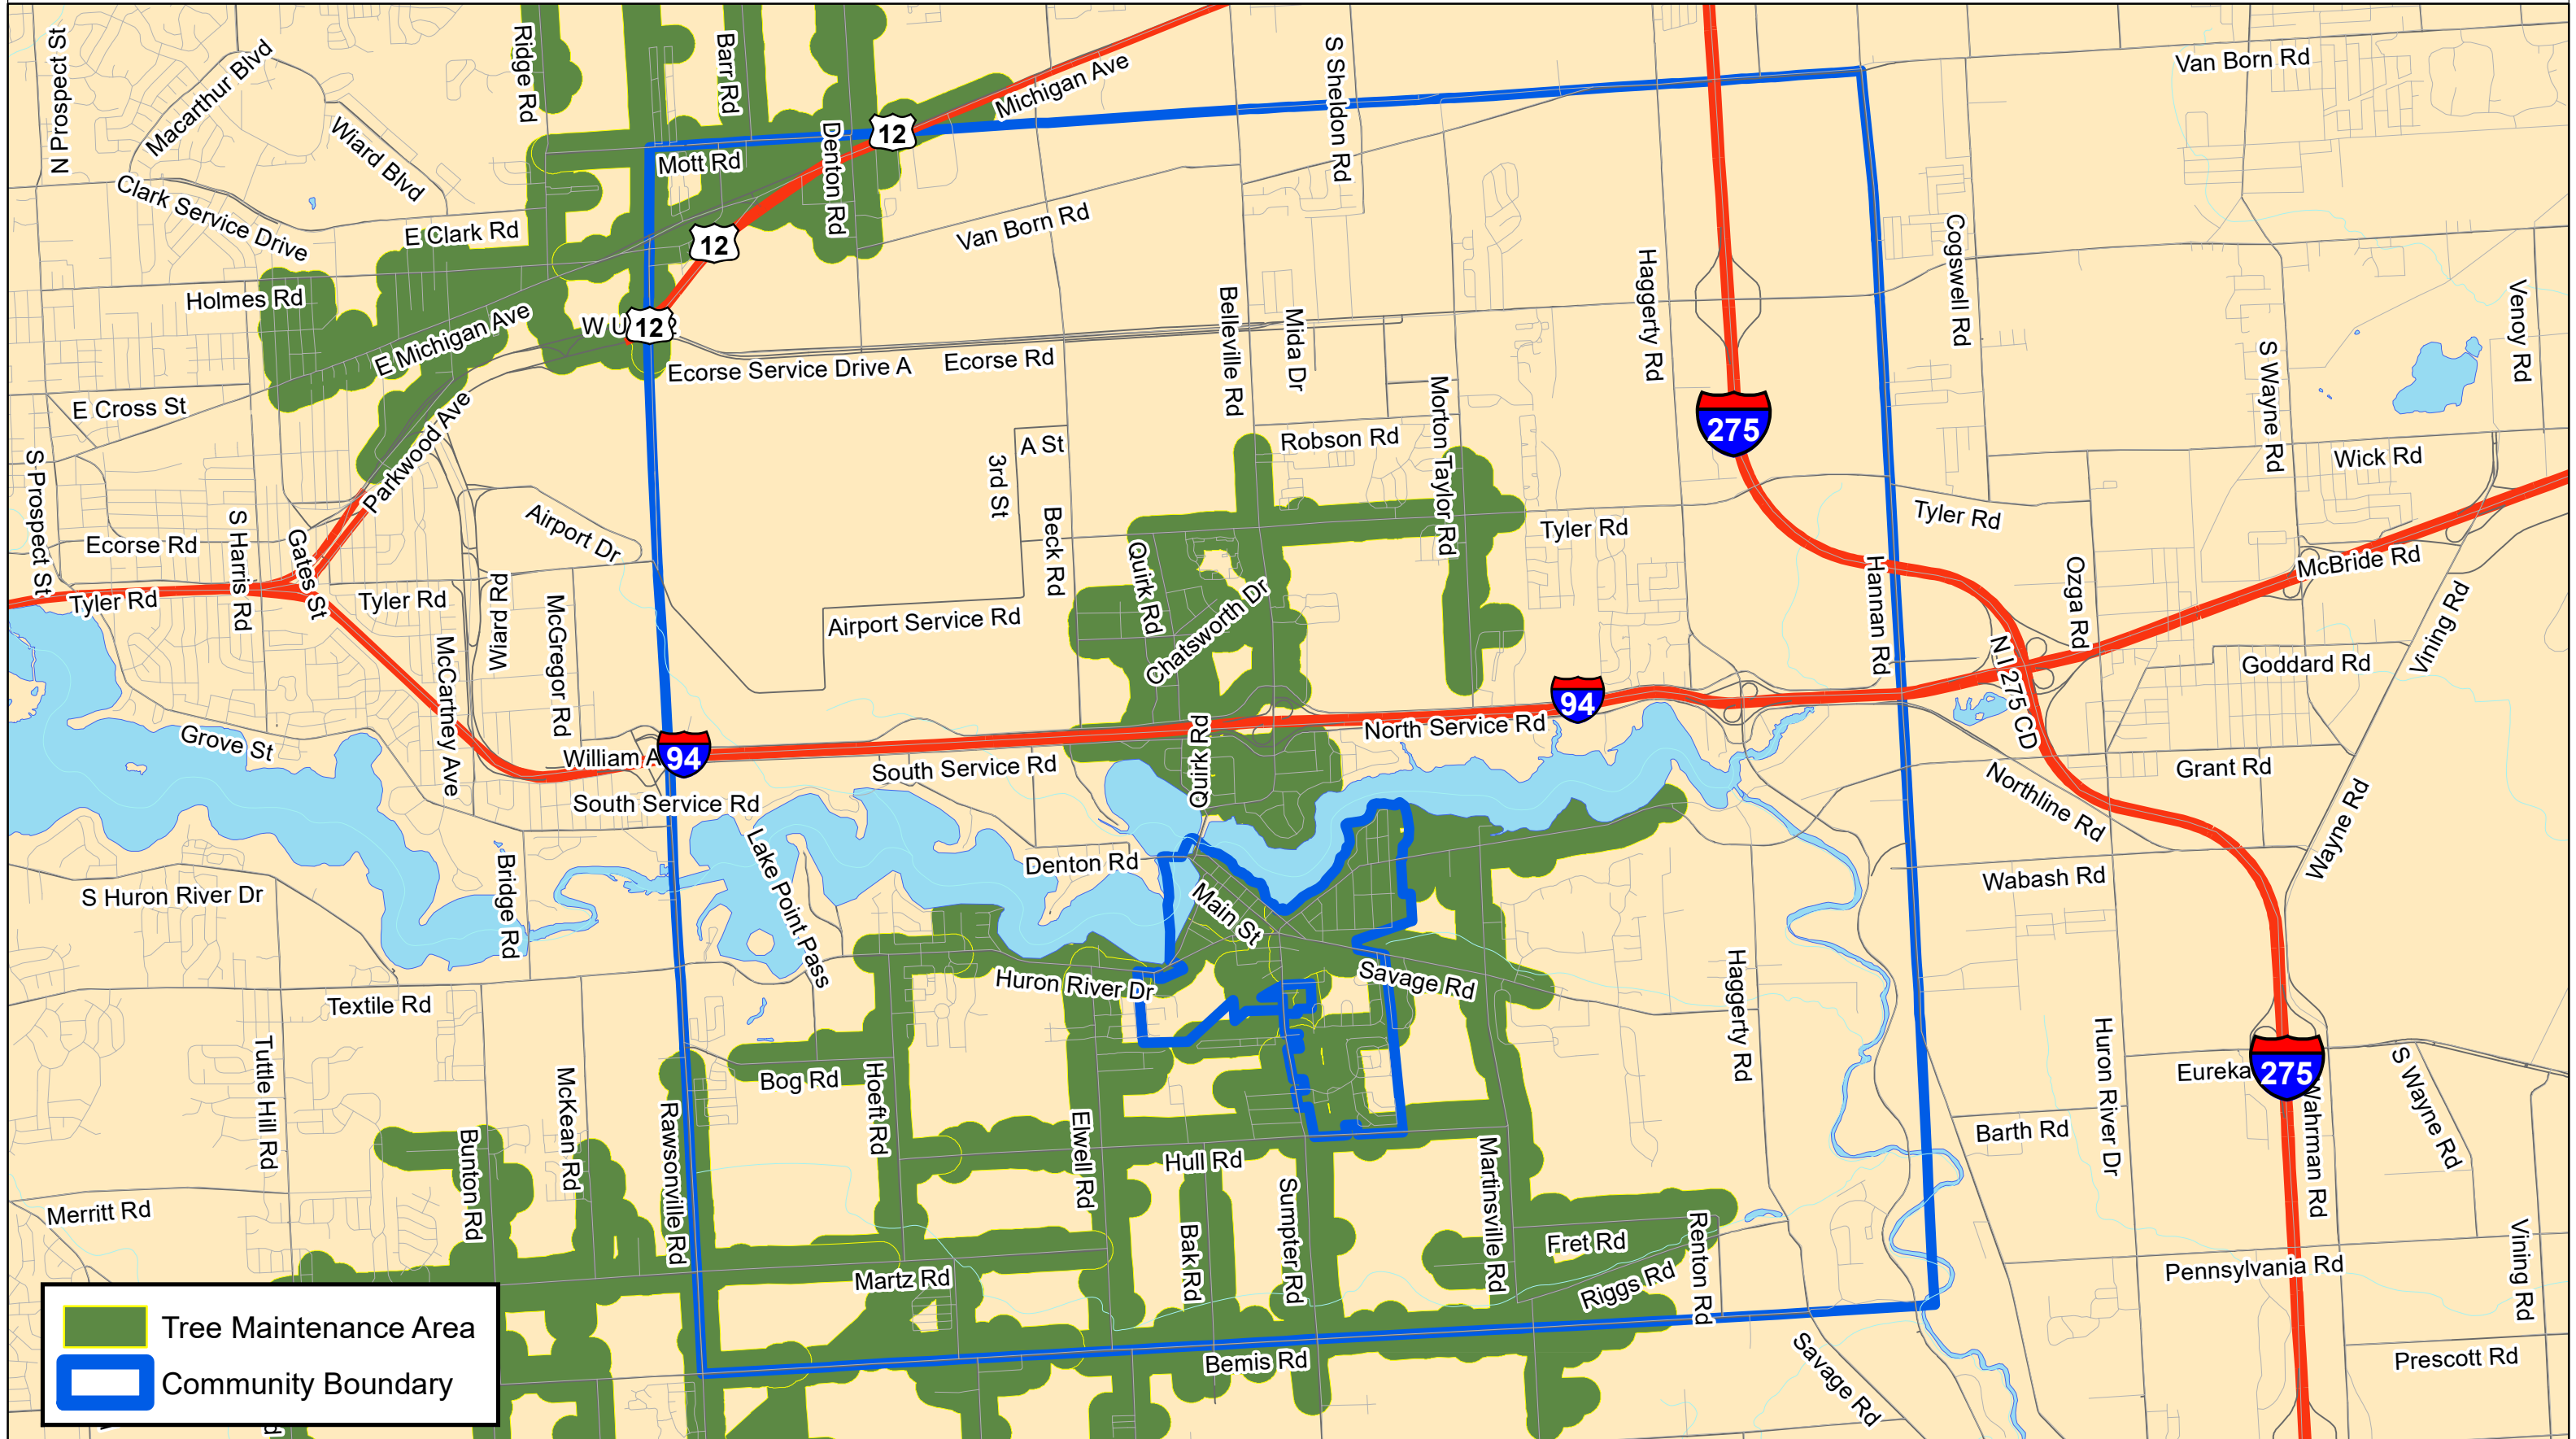 N Prospect St
Macarthur Blvd
Wiard Blvd
Ridge Rd
Barr Rd
Denton Rd
12
Michigan Ave
S Sheldon Rd
Van Born Rd
Mott Rd
Clark Service Drive
E Clark Rd
12
Van Born Rd
Cogswell Rd
Holmes Rd
E Michigan Ave
W U
12
Ecorse Service Drive A
Ecorse Rd
Belleville Rd
Mida Dr
Haggerty Rd
Venoy Rd
S Wayne Rd
E Cross St
Parkwood Ave
A St
3rd St
Robson Rd
Morton Taylor Rd
275
Wick Rd
S Prospect St
Ecorse Rd
S Harris Rd
Gates St
Airport Dr
Beck Rd
Quirk Rd
Chatsworth Dr
Tyler Rd
Tyler Rd
McBride Rd
Tyler Rd
Tyler Rd
Wiard Rd
McGregor Rd
McCartney Ave
Airport Service Rd
Hannan Rd
Ozga Rd
N I 275 CD
Goddard Rd
Vining Rd
Grove St
William A
94
South Service Rd
South Service Rd
Quirk Rd
North Service Rd
94
Northline Rd
Grant Rd
Wayne Rd
S Huron River Dr
Bridge Rd
Lake Point Pass
Denton Rd
Main St
Wabash Rd
Textile Rd
Huron River Dr
Savage Rd
Haggerty Rd
Tuttle Hill Rd
McKean Rd
Bunton Rd
Rawsonville Rd
Bog Rd
Hoeft Rd
Elwell Rd
Hull Rd
Bak Rd
Sumpter Rd
Martinsville Rd
Huron River Dr
Eureka
275
Wahrman Rd
S Wayne Rd
Barth Rd
Merritt Rd
Martz Rd
Fret Rd
Riggs Rd
Renton Rd
Pennsylvania Rd
Vining Rd
Bemis Rd
Savage Rd
Prescott Rd
Tree Maintenance Area
Community Boundary